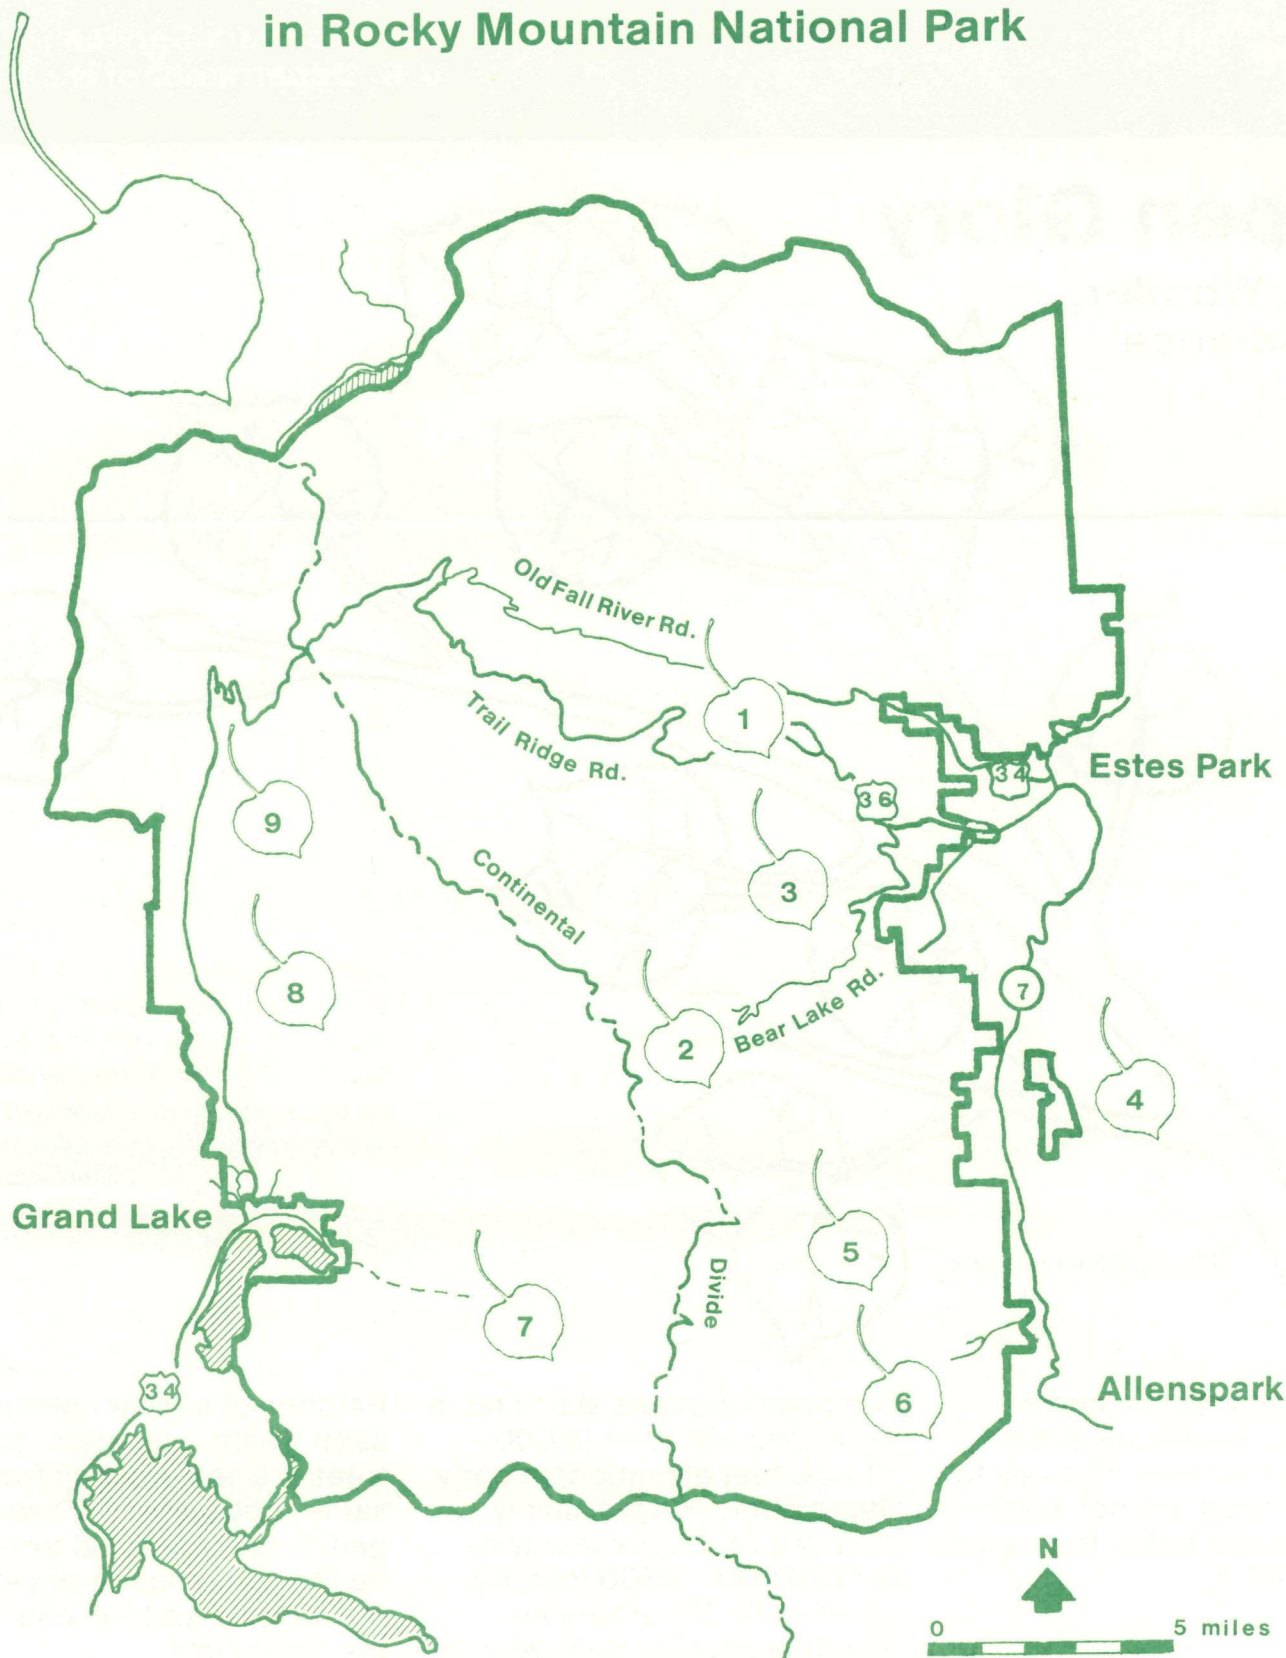 in Rocky Mountain National Park
Old Fall River Rd.
Trail Ridge Rd.
1
Estes Park
34
36
9
3
Continental
8
7
2
Bear Lake Rd.
4
Grand Lake
5
Divide
7
6
34
Allenspark
N
0 5 miles